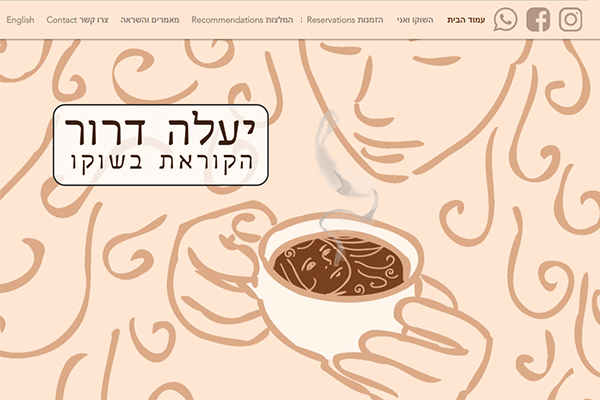 עמוד הבית השוקו ואני הזמנות Reservations המלצות Recommendations מאמרים והשראה צרו קשר Contact English
יעלה דרור
הקוראת בשוקו